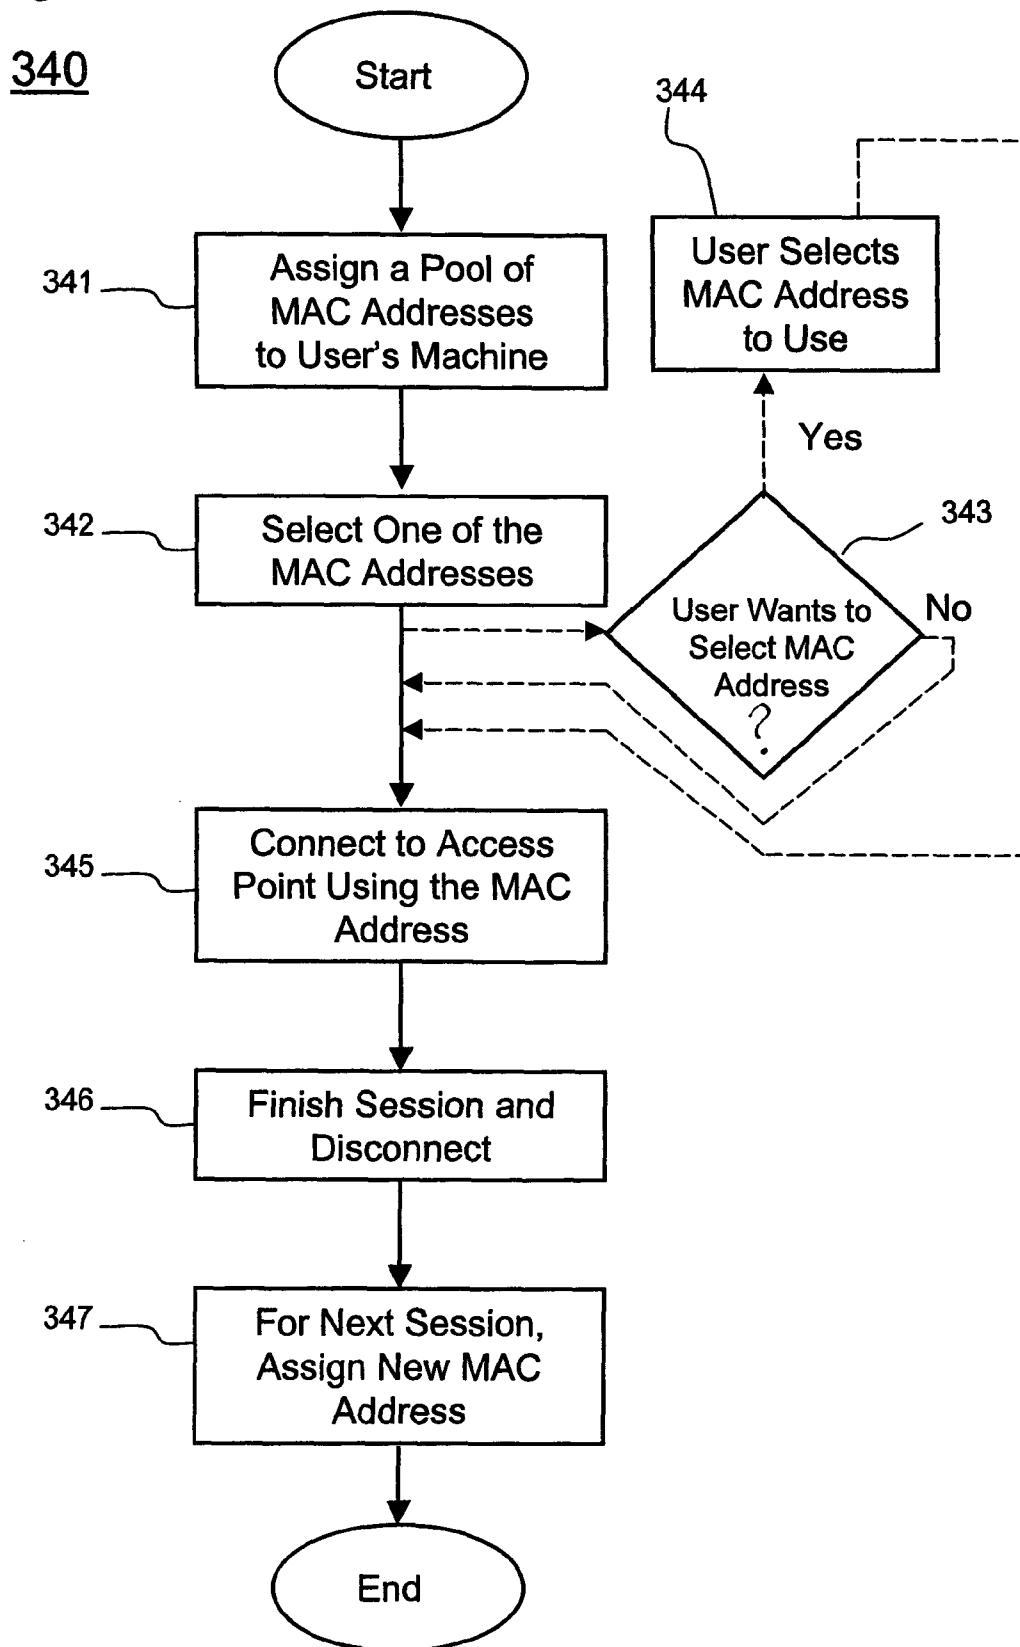 340
Start
341
Assign a Pool of
MAC Addresses
to User's Machine
342
Select One of the
MAC Addresses
343
User Wants to
Select MAC
Address
?
Yes
No
344
User Selects
MAC Address
to Use
345
Connect to Access
Point Using the MAC
Address
346
Finish Session and
Disconnect
347
For Next Session,
Assign New MAC
Address
End